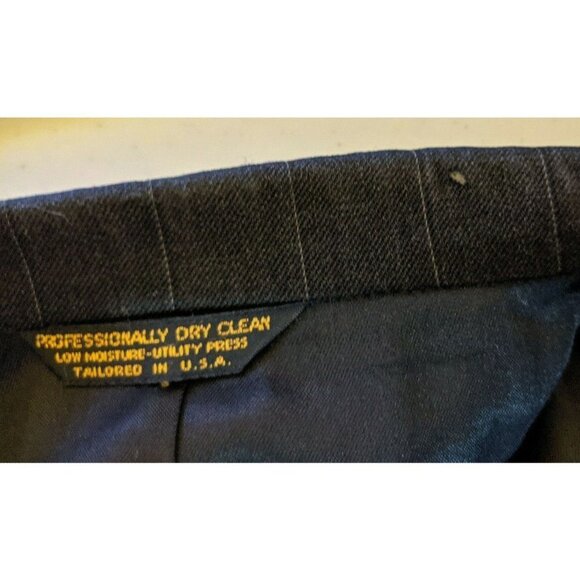 PROFESSIONALLY DRY CLEAN
LOW MOISTURE-UTILITY PRESS
TAILORED IN U.S.A.